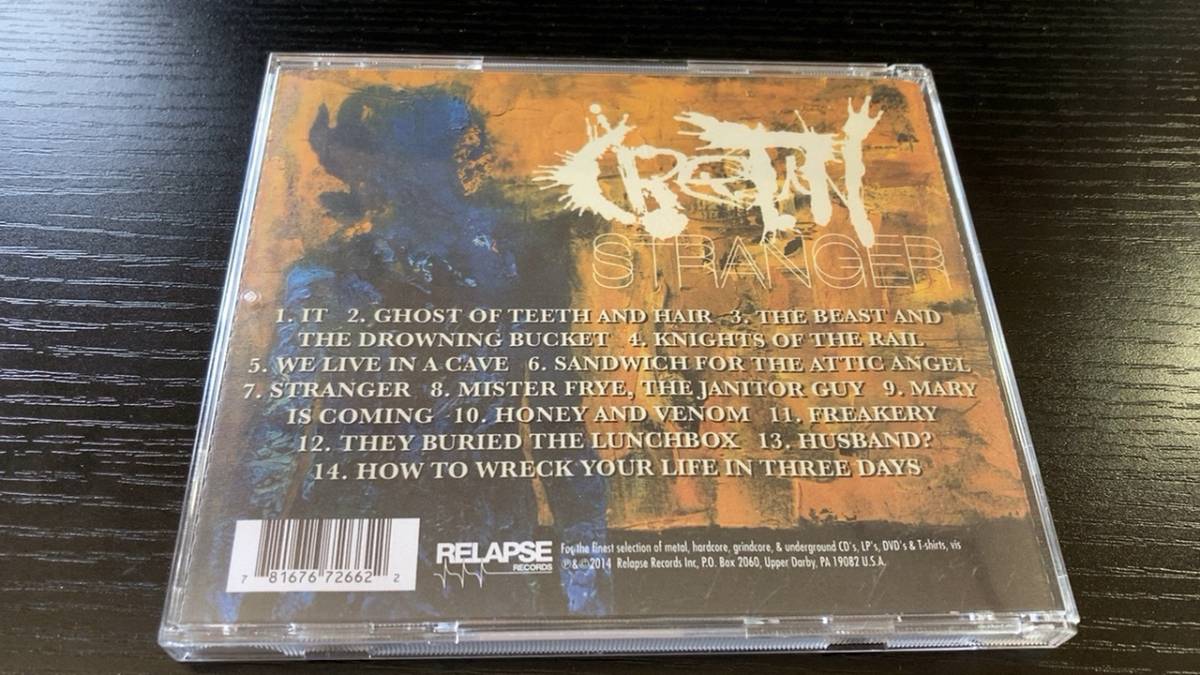 CRETIN
STRANGER
1. IT 2. GHOST OF TEETH AND HAIR 3. THE BEAST AND
THE DROWNING BUCKET 4. KNIGHTS OF THE RAIL
5. WE LIVE IN A CAVE 6. SANDWICH FOR THE ATTIC ANGEL
7. STRANGER 8. MISTER FRYE, THE JANITOR GUY 9. MARY
IS COMING 10. HONEY AND VENOM 11. FREAKERY
12. THEY BURIED THE LUNCHBOX 13. HUSBAND?
14. HOW TO WRECK YOUR LIFE IN THREE DAYS
7 81676 72662 2
RELAPSE
RECORDS
For the finest selection of metal, hardcore, grindcore, & underground CD's, LP's, DVD's & T-shirts, vis
℗&©2014 Relapse Records Inc, P.O. Box 2060, Upper Darby, PA 19082 U.S.A.